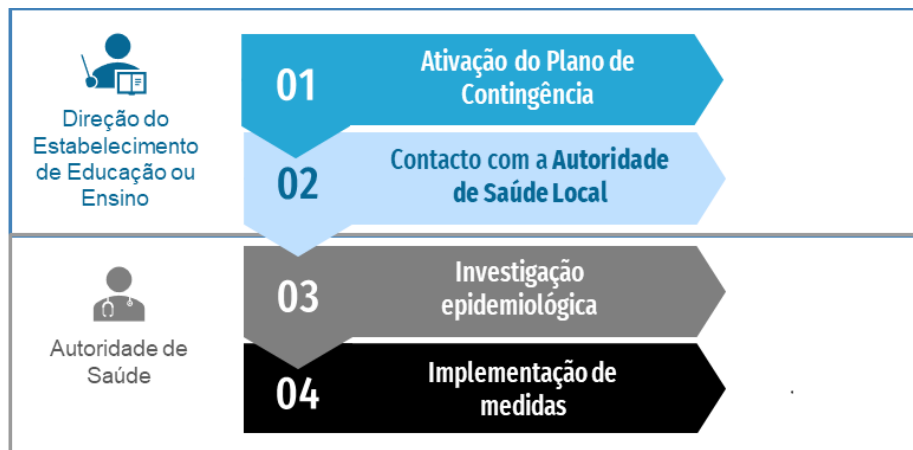 Direção do
Estabelecimento
de Educação ou
Ensino
01
Ativação do Plano de
Contingência
02
Contacto com a Autoridade
de Saúde Local
Autoridade de
Saúde
03
Investigação
epidemiológica
04
Implementação de
medidas
.